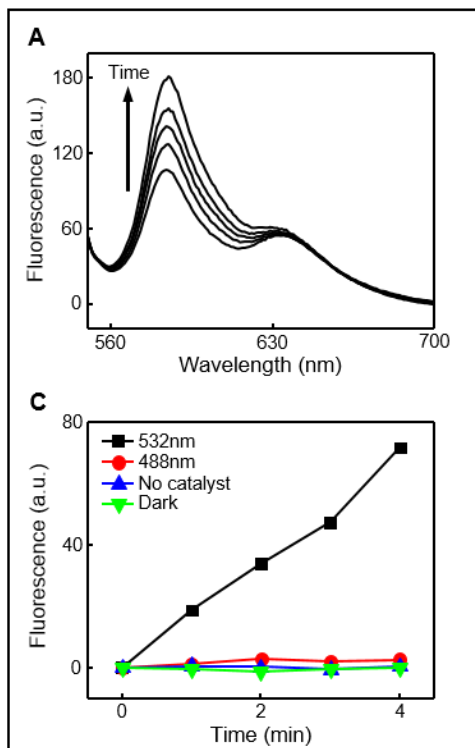 A
Time
180
120
60
0
Fluorescence (a.u.)
560 630 700
Wavelength (nm)
C
80
40
0
532nm
488nm
No catalyst
Dark
Fluorescence (a.u.)
0 2 4
Time (min)